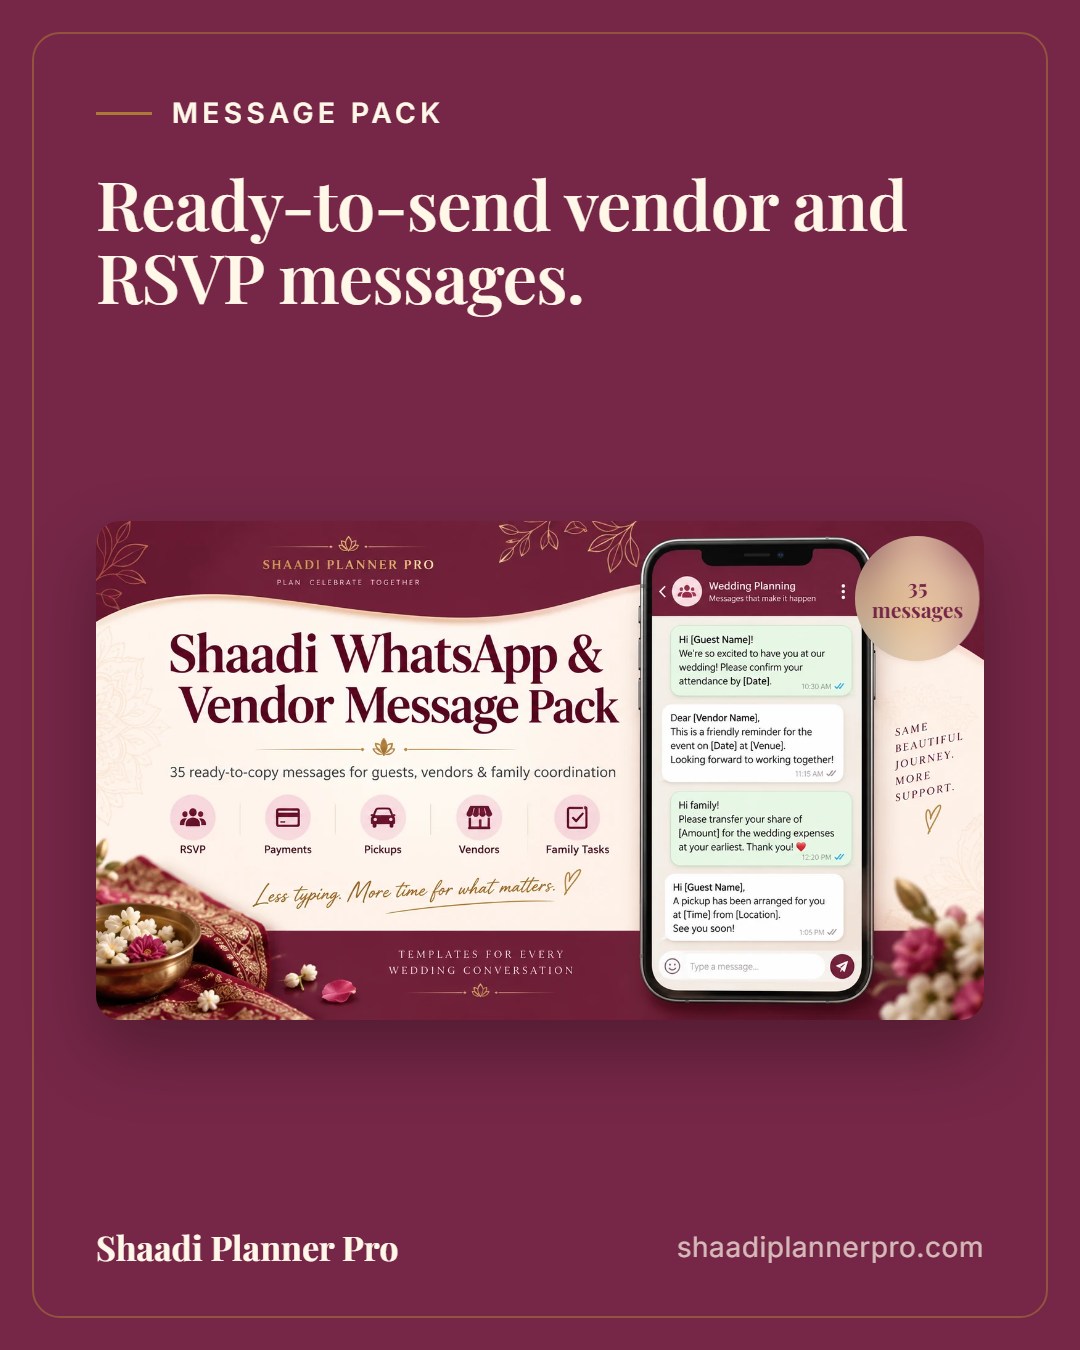 MESSAGE PACK
Ready-to-send vendor and
RSVP messages.
SHAADI PLANNER PRO
PLAN CELEBRATE TOGETHER
Shaadi WhatsApp &
Vendor Message Pack
35 ready-to-copy messages for guests, vendors & family coordination
RSVP
Payments
Pickups
Vendors
Family Tasks
Less typing. More time for what matters.
TEMPLATES FOR EVERY
WEDDING CONVERSATION
Wedding Planning
Messages that make it happen
Hi [Guest Name]!
We're so excited to have you at our
wedding! Please confirm your
attendance by [Date].
10:30 AM
Dear [Vendor Name],
This is a friendly reminder for the
event on [Date] at [Venue].
Looking forward to working together!
11:15 AM
Hi family!
Please transfer your share of
[Amount] for the wedding expenses
at your earliest. Thank you! ❤️
12:20 PM
Hi [Guest Name],
A pickup has been arranged for you
at [Time] from [Location].
See you soon!
1:05 PM
Type a message...
35
messages
SAME
BEAUTIFUL
JOURNEY.
MORE
SUPPORT.
Shaadi Planner Pro
shaadiplannerpro.com